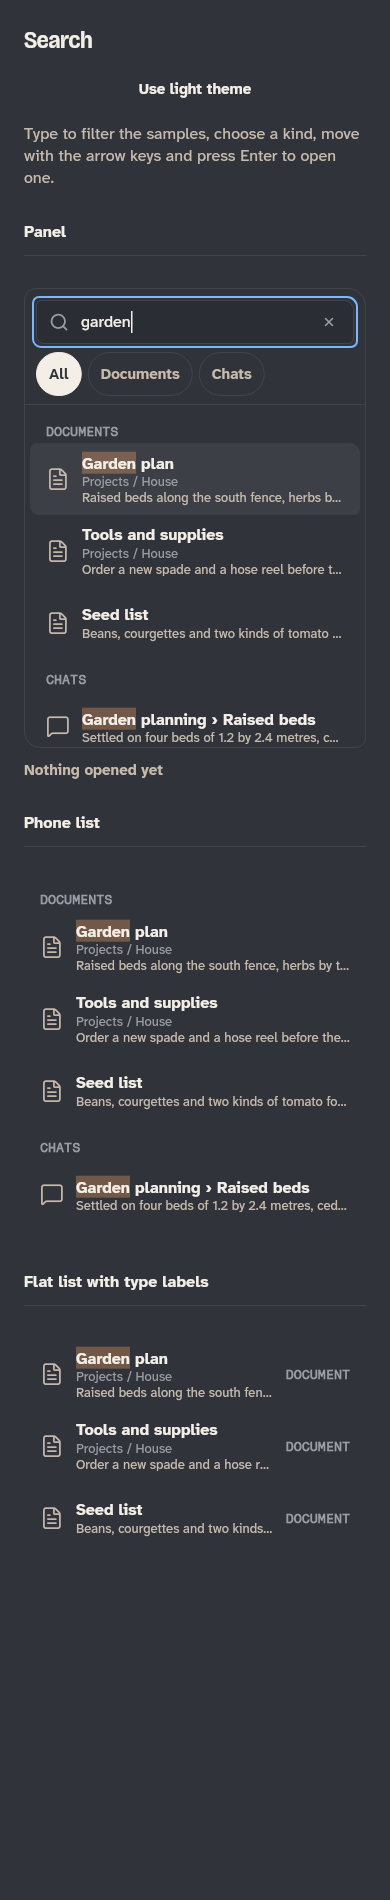 Search
Use light theme
Type to filter the samples, choose a kind, move
with the arrow keys and press Enter to open
one.
Panel
garden
All
Documents
Chats
DOCUMENTS
Garden plan
Projects / House
Raised beds along the south fence, herbs b...
Tools and supplies
Projects / House
Order a new spade and a hose reel before t...
Seed list
Beans, courgettes and two kinds of tomato ...
CHATS
Garden planning › Raised beds
Settled on four beds of 1.2 by 2.4 metres, c...
Nothing opened yet
Phone list
DOCUMENTS
Garden plan
Projects / House
Raised beds along the south fence, herbs by t...
Tools and supplies
Projects / House
Order a new spade and a hose reel before the...
Seed list
Beans, courgettes and two kinds of tomato fo...
CHATS
Garden planning › Raised beds
Settled on four beds of 1.2 by 2.4 metres, ced...
Flat list with type labels
Garden plan
Projects / House
Raised beds along the south fen...
DOCUMENT
Tools and supplies
Projects / House
Order a new spade and a hose r...
DOCUMENT
Seed list
Beans, courgettes and two kinds...
DOCUMENT